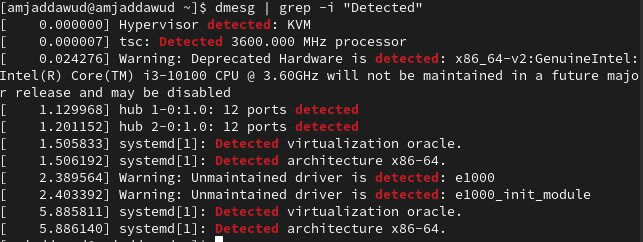 [amjaddawud@amjaddawud ~]$ dmesg | grep -i "Detected"
[    0.000000] Hypervisor detected: KVM
[    0.000007] tsc: Detected 3600.000 MHz processor
[    0.024276] Warning: Deprecated Hardware is detected: x86_64-v2:GenuineIntel:
Intel(R) Core(TM) i3-10100 CPU @ 3.60GHz will not be maintained in a future majo
r release and may be disabled
[    1.129968] hub 1-0:1.0: 12 ports detected
[    1.201152] hub 2-0:1.0: 12 ports detected
[    1.505833] systemd[1]: Detected virtualization oracle.
[    1.506192] systemd[1]: Detected architecture x86-64.
[    2.389564] Warning: Unmaintained driver is detected: e1000
[    2.403392] Warning: Unmaintained driver is detected: e1000_init_module
[    5.885811] systemd[1]: Detected virtualization oracle.
[    5.886140] systemd[1]: Detected architecture x86-64.